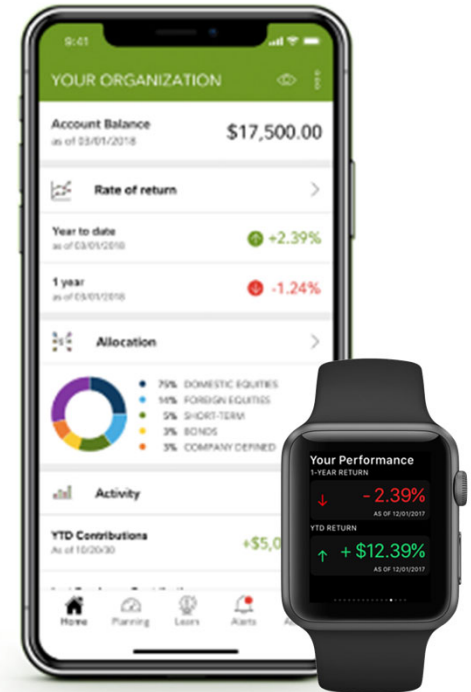 9:41
YOUR ORGANIZATION
Account Balance
as of 03/01/2018
$17,500.00
Rate of return
Year to date
as of 03/01/2018
+2.39%
1 year
as of 03/01/2018
-1.24%
Allocation
75% DOMESTIC EQUITIES
14% FOREIGN EQUITIES
5% SHORT-TERM
3% BONDS
3% COMPANY DEFINED
Activity
YTD Contributions
As of 10/20/30
+$5,0
Home
Planning
Learn
Alerts
Your Performance
1-YEAR RETURN
- 2.39%
AS OF 12/01/2017
YTD RETURN
+ $12.39%
AS OF 12/01/2017